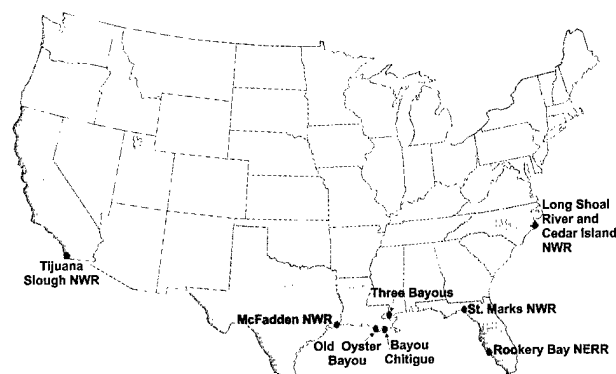 Long Shoal
River and
Cedar Island
NWR
Tijuana
Slough NWR
Three Bayous
McFadden NWR
St. Marks NWR
Old Oyster
Bayou
Bayou
Chitigue
Rookery Bay NERR